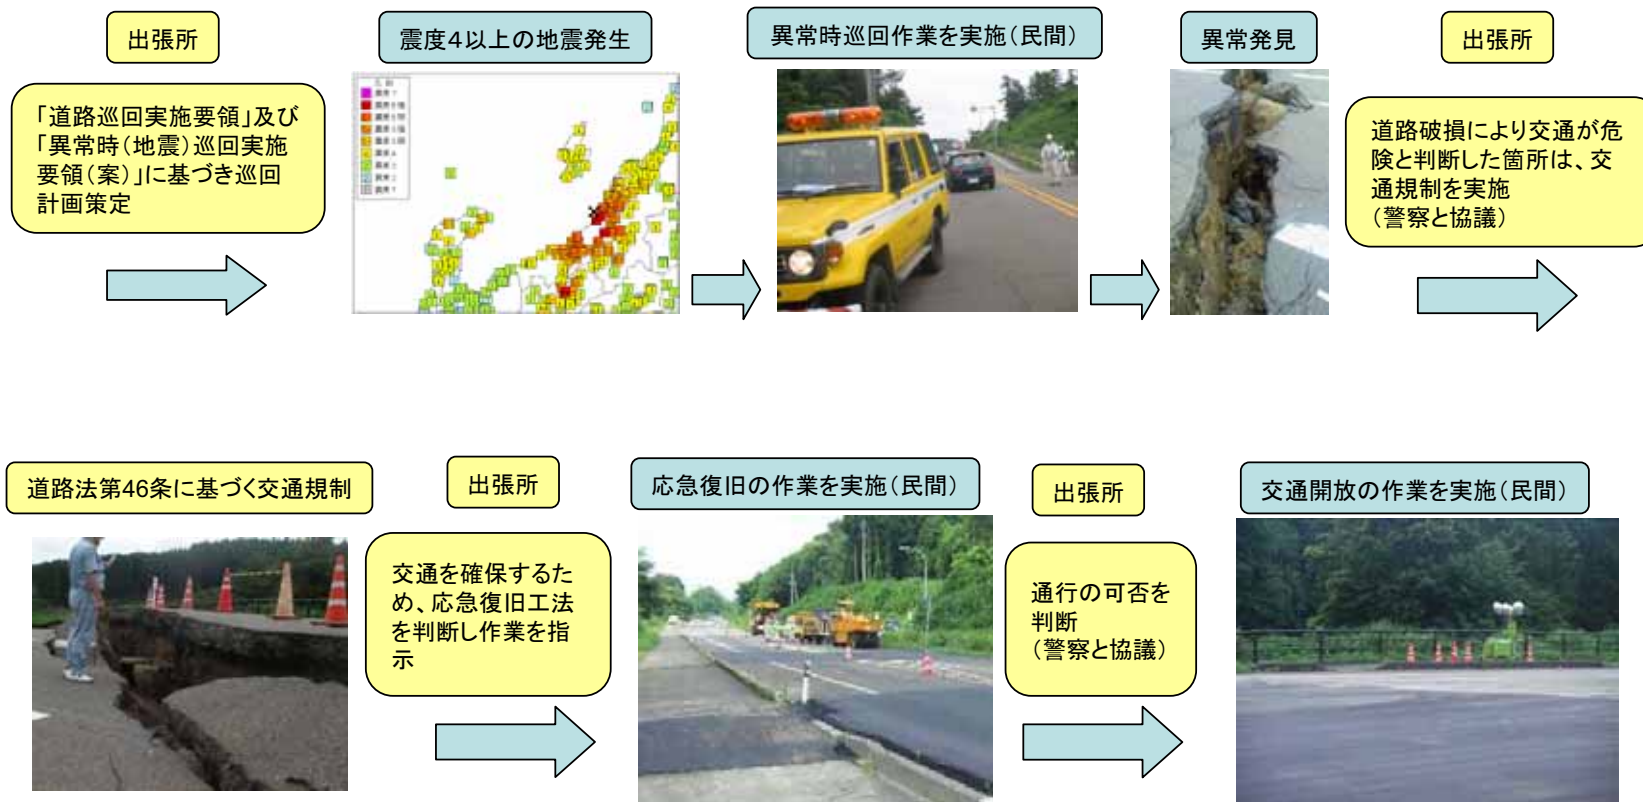 出張所
「道路巡回実施要領」及び
「異常時(地震)巡回実施
要領(案)」に基づき巡回
計画策定
震度4以上の地震発生
異常時巡回作業を実施(民間)
異常発見
出張所
道路破損により交通が危
険と判断した箇所は、交
通規制を実施
(警察と協議)
道路法第46条に基づく交通規制
出張所
交通を確保するた
め、応急復旧工法
を判断し作業を指
示
応急復旧の作業を実施(民間)
出張所
通行の可否を
判断
(警察と協議)
交通開放の作業を実施(民間)